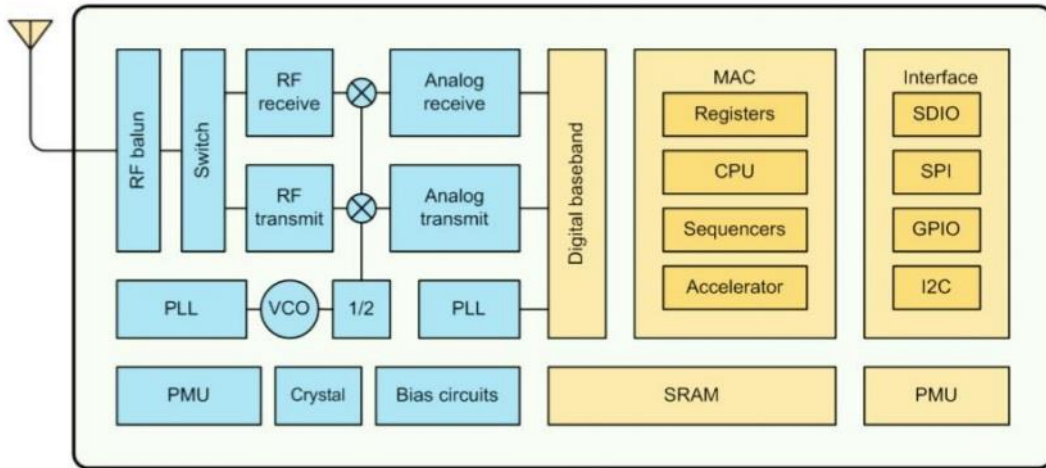 RF balun
Switch
RF
receive
Analog
receive
RF
transmit
Analog
transmit
PLL
VCO
1/2
PLL
PMU
Crystal
Bias circuits
Digital baseband
MAC
Registers
CPU
Sequencers
Accelerator
Interface
SDIO
SPI
GPIO
I2C
SRAM
PMU